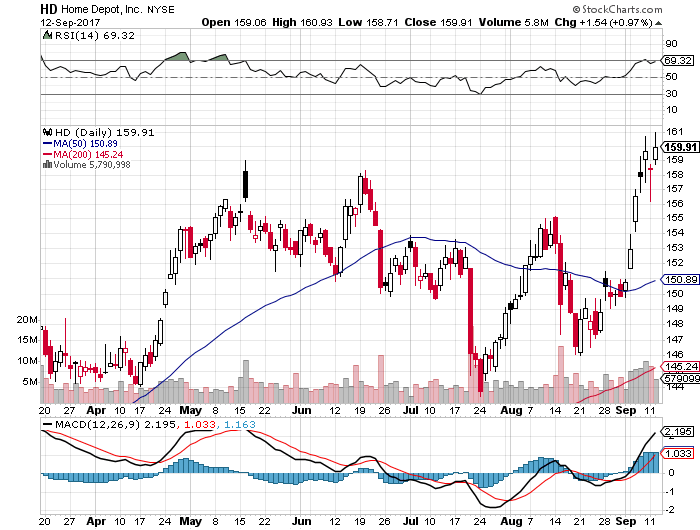 HD Home Depot, Inc. NYSE © StockCharts.com
12-Sep-2017 Open 159.06 High 160.93 Low 158.71 Close 159.91 Volume 5.8M Chg +1.54 (+0.97%)
RSI(14) 69.32
90
69.32
50
30
10
HD (Daily) 159.91
MA(50) 150.89
MA(200) 145.24
Volume 5,790,998
161
159.91
159
158
157
156
155
154
153
152
150.89
150
149
148
147
146
145.24
5790998
144
20M
15M
10M
5M
20 27 Apr 10 17 24 May 8 15 22 Jun 12 19 26 Jul 10 17 24 Aug 7 14 21 28 Sep 11
MACD(12,26,9) 2.195, 1.033, 1.163
2.195
1.033
0
-1
-2
20 27 Apr 10 17 24 May 8 15 22 Jun 12 19 26 Jul 10 17 24 Aug 7 14 21 28 Sep 11